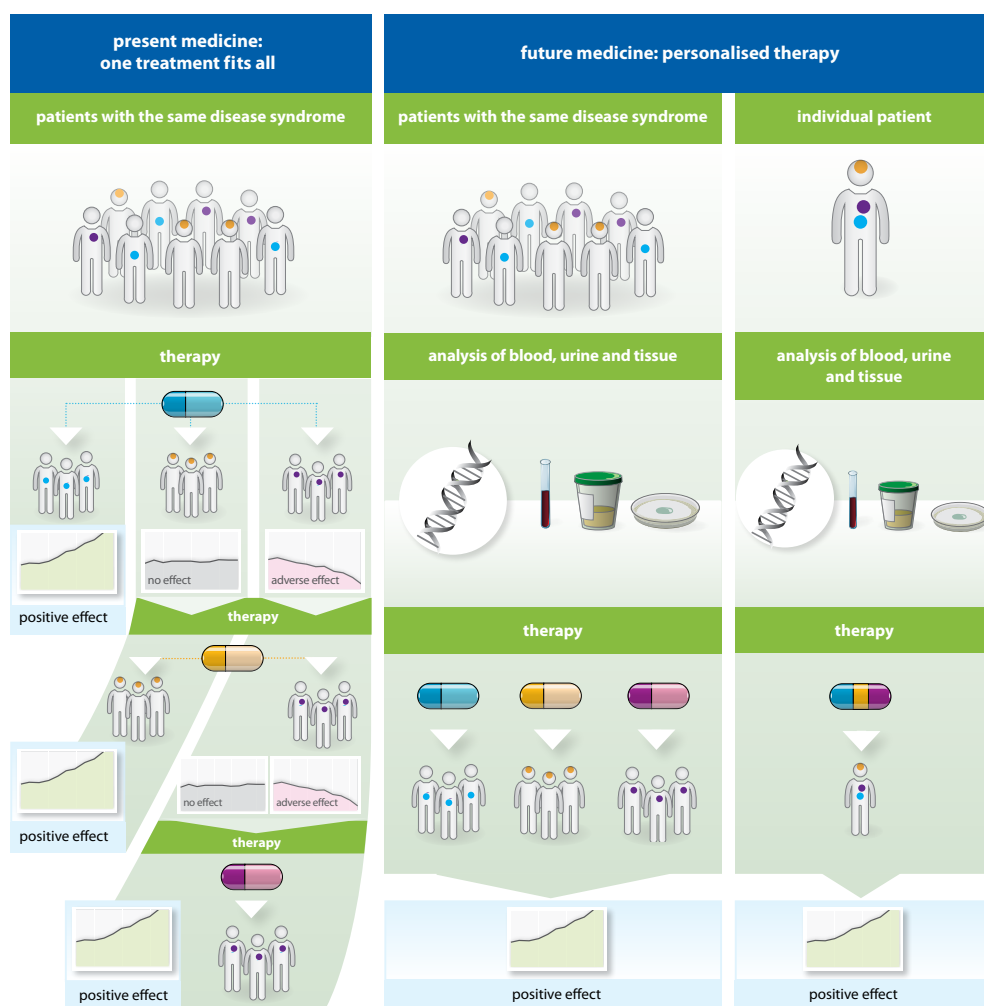 present medicine:
one treatment fits all
patients with the same disease syndrome
therapy
no effect
adverse effect
positive effect
therapy
positive effect
no effect
adverse effect
therapy
positive effect
future medicine: personalised therapy
patients with the same disease syndrome
analysis of blood, urine and tissue
therapy
positive effect
individual patient
analysis of blood, urine
and tissue
therapy
positive effect